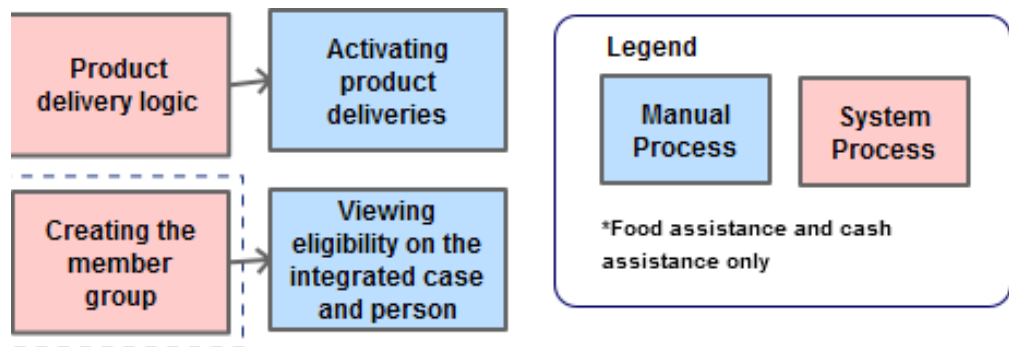 Product
delivery logic
Activating
product
deliveries
Creating the
member
group
Viewing
eligibility on the
integrated case
and person
Legend
Manual
Process
System
Process
*Food assistance and cash
assistance only